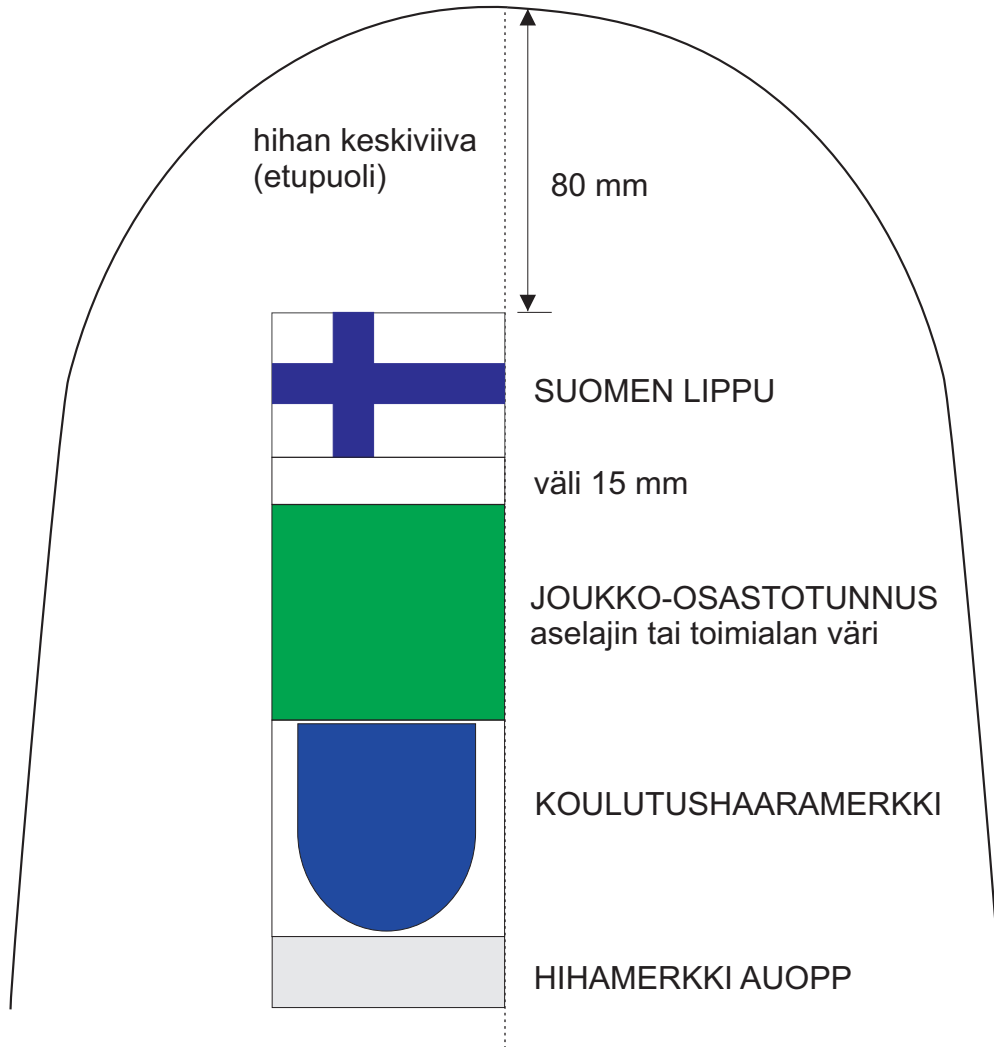 hihan keskiviiva
(etupuoli)
80 mm
SUOMEN LIPPU
väli 15 mm
JOUKKO-OSASTOTUNNUS
aselajin tai toimialan väri
KOULUTUSHAARAMERKKI
HIHAMERKKI AUOPP